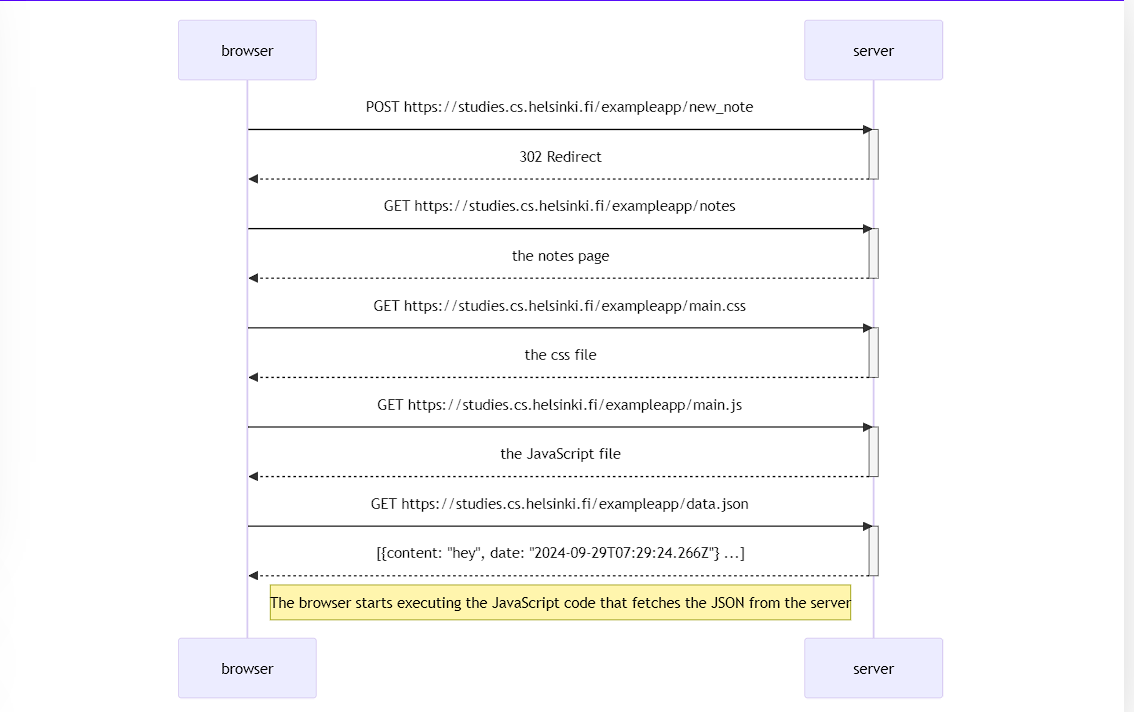 browser
server
POST https://studies.cs.helsinki.fi/exampleapp/new_note
302 Redirect
GET https://studies.cs.helsinki.fi/exampleapp/notes
the notes page
GET https://studies.cs.helsinki.fi/exampleapp/main.css
the css file
GET https://studies.cs.helsinki.fi/exampleapp/main.js
the JavaScript file
GET https://studies.cs.helsinki.fi/exampleapp/data.json
[{content: "hey", date: "2024-09-29T07:29:24.266Z"} ...]
The browser starts executing the JavaScript code that fetches the JSON from the server
browser
server